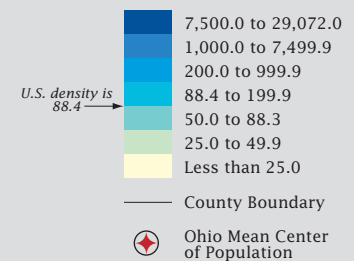 7,500.0 to 29,072.0
1,000.0 to 7,499.9
200.0 to 999.9
U.S. density is
88.4
88.4 to 199.9
50.0 to 88.3
25.0 to 49.9
Less than 25.0
County Boundary
Ohio Mean Center
of Population